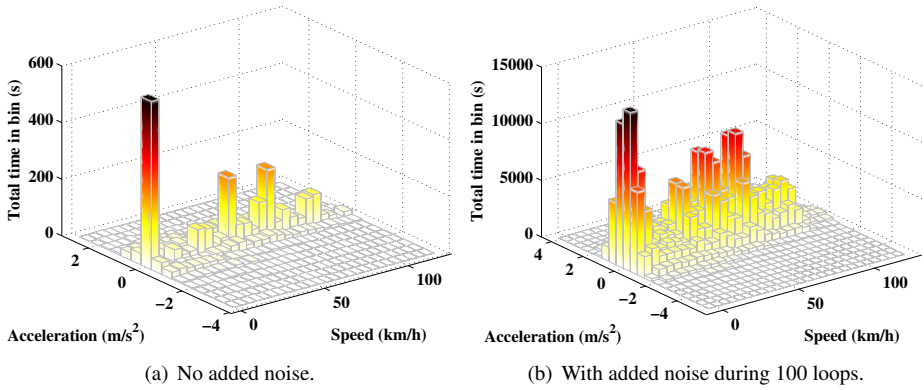 Total time in bin (s)
600
400
200
0
2
0
−2
−4
0
50
100
Acceleration (m/s²)
Speed (km/h)
(a) No added noise.
Total time in bin (s)
15000
10000
5000
0
4
2
0
−2
−4
0
50
100
Acceleration (m/s²)
Speed (km/h)
(b) With added noise during 100 loops.